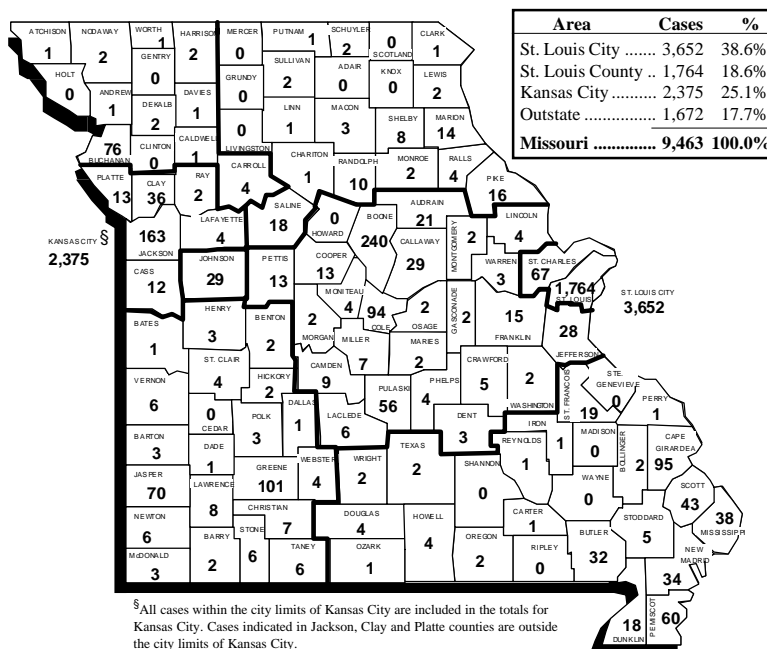 Area Cases %
St. Louis City ....... 3,652 38.6%
St. Louis County .. 1,764 18.6%
Kansas City ......... 2,375 25.1%
Outstate ............... 1,672 17.7%
Missouri ............. 9,463 100.0%
ATCHISON
1
NODAWAY
2
WORTH
1
HARRISON
2
MERCER
0
PUTNAM
1
SCHUYLER
2
0
SCOTLAND
CLARK
1
HOLT
0
GENTRY
0
ANDREW
1
DEKALB
2
DAVIES
1
GRUNDY
0
SULLIVAN
2
ADAIR
0
KNOX
0
LEWIS
2
LINN
1
MACON
3
SHELBY
8
MARION
14
76
BUCHANAN
CLINTON
0
CALDWELL
1
0
LIVINGSTON
CARROLL
4
CHARITON
1
RANDOLPH
10
MONROE
2
RALLS
4
PIKE
16
PLATTE
13
CLAY
36
RAY
2
SALINE
18
0
HOWARD
BOONE
240
AUDRAIN
21
LINCOLN
4
KANSAS CITY §
2,375
163
JACKSON
LAFAYETTE
4
COOPER
13
CALLAWAY
29
MONTGOMERY
2
WARREN
3
ST. CHARLES
67
1,764
ST. LOUIS
ST. LOUIS CITY
3,652
CASS
12
JOHNSON
29
PETTIS
13
MONITEAU
4
94
COLE
2
OSAGE
GASCONADE
2
15
FRANKLIN
28
JEFFERSON
BATES
1
HENRY
3
BENTON
2
2
MORGAN
MILLER
7
MARIES
2
CRAWFORD
5
2
WASHINGTON
ST. FRANCOIS
19
STE.
GENEVIEVE
0
PERRY
1
VERNON
6
ST. CLAIR
4
HICKORY
2
CAMDEN
9
PULASKI
56
PHELPS
4
DENT
3
IRON
1
MADISON
0
BOLLINGER
2
CAPE
GIRARDEA
95
BARTON
3
0
CEDAR
POLK
3
DALLAS
1
LACLEDE
6
TEXAS
2
REYNOLDS
1
JASPER
70
DADE
1
GREENE
101
WEBSTER
4
WRIGHT
2
SHANNON
0
WAYNE
0
SCOTT
43
38
MISSISSIPPI
NEWTON
6
LAWRENCE
8
CHRISTIAN
7
DOUGLAS
4
HOWELL
4
CARTER
1
BUTLER
32
STODDARD
5
NEW
MADRID
34
McDONALD
3
BARRY
2
STONE
6
TANEY
6
OZARK
1
OREGON
2
RIPLEY
0
18
DUNKLIN
PEMISCOT
60
§All cases within the city limits of Kansas City are included in the totals for
Kansas City. Cases indicated in Jackson, Clay and Platte counties are outside
the city limits of Kansas City.